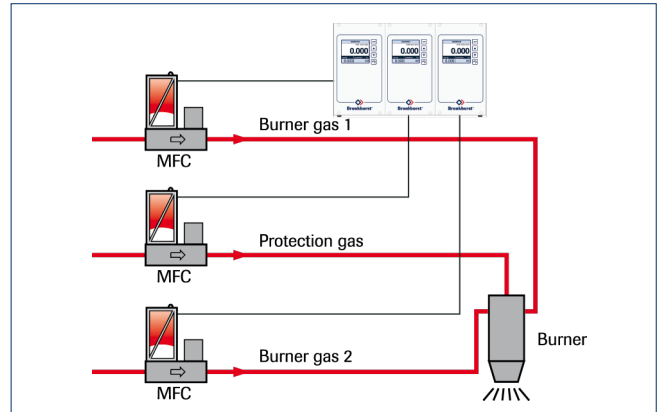 0.000
0.000
0.000
Bronkhorst
Bronkhorst
Bronkhorst
Burner gas 1
MFC
Protection gas
MFC
Burner
Burner gas 2
MFC